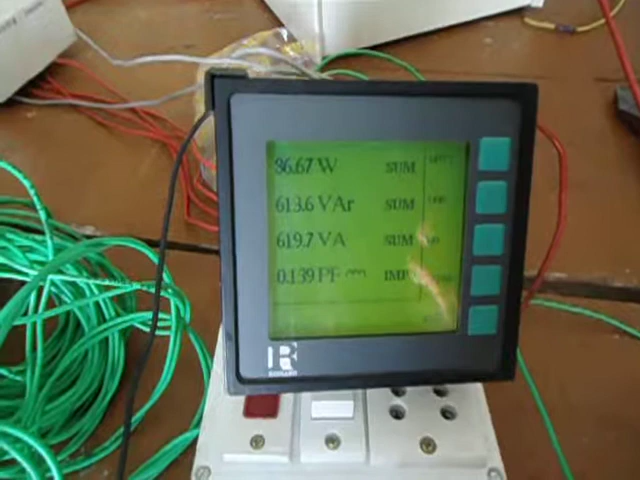 86.67 W SUM
613.6 VAr SUM
619.7 VA SUM
0.139 PF IMP